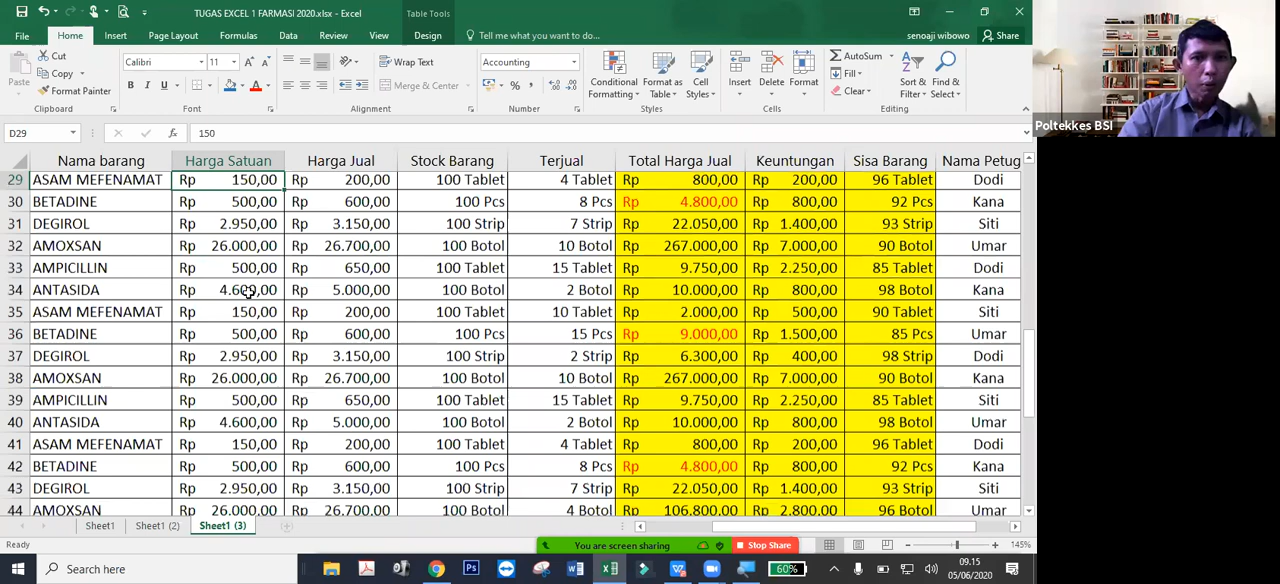 TUGAS EXCEL 1 FARMASI 2020.xlsx - Excel
Table Tools
File Home Insert Page Layout Formulas Data Review View Design Tell me what you want to do... senoaji wibowo Share
Paste Cut Copy Format Painter
Clipboard
Calibri 11
B I U
Font
Wrap Text
Merge & Center
Alignment
Accounting
Number
Conditional Formatting Format as Table Cell Styles
Styles
Insert Delete Format
Cells
AutoSum Fill Clear Sort & Filter Find & Select
Editing
Poltekkes BSI
D29 fx 150
Nama barang Harga Satuan Harga Jual Stock Barang Terjual Total Harga Jual Keuntungan Sisa Barang Nama Petug
29 ASAM MEFENAMAT Rp 150,00 Rp 200,00 100 Tablet 4 Tablet Rp 800,00 Rp 200,00 96 Tablet Dodi
30 BETADINE Rp 500,00 Rp 600,00 100 Pcs 8 Pcs Rp 4.800,00 Rp 800,00 92 Pcs Kana
31 DEGIROL Rp 2.950,00 Rp 3.150,00 100 Strip 7 Strip Rp 22.050,00 Rp 1.400,00 93 Strip Siti
32 AMOXSAN Rp 26.000,00 Rp 26.700,00 100 Botol 10 Botol Rp 267.000,00 Rp 7.000,00 90 Botol Umar
33 AMPICILLIN Rp 500,00 Rp 650,00 100 Tablet 15 Tablet Rp 9.750,00 Rp 2.250,00 85 Tablet Dodi
34 ANTASIDA Rp 4.600,00 Rp 5.000,00 100 Botol 2 Botol Rp 10.000,00 Rp 800,00 98 Botol Kana
35 ASAM MEFENAMAT Rp 150,00 Rp 200,00 100 Tablet 10 Tablet Rp 2.000,00 Rp 500,00 90 Tablet Siti
36 BETADINE Rp 500,00 Rp 600,00 100 Pcs 15 Pcs Rp 9.000,00 Rp 1.500,00 85 Pcs Umar
37 DEGIROL Rp 2.950,00 Rp 3.150,00 100 Strip 2 Strip Rp 6.300,00 Rp 400,00 98 Strip Dodi
38 AMOXSAN Rp 26.000,00 Rp 26.700,00 100 Botol 10 Botol Rp 267.000,00 Rp 7.000,00 90 Botol Kana
39 AMPICILLIN Rp 500,00 Rp 650,00 100 Tablet 15 Tablet Rp 9.750,00 Rp 2.250,00 85 Tablet Siti
40 ANTASIDA Rp 4.600,00 Rp 5.000,00 100 Botol 2 Botol Rp 10.000,00 Rp 800,00 98 Botol Umar
41 ASAM MEFENAMAT Rp 150,00 Rp 200,00 100 Tablet 4 Tablet Rp 800,00 Rp 200,00 96 Tablet Dodi
42 BETADINE Rp 500,00 Rp 600,00 100 Pcs 8 Pcs Rp 4.800,00 Rp 800,00 92 Pcs Kana
43 DEGIROL Rp 2.950,00 Rp 3.150,00 100 Strip 7 Strip Rp 22.050,00 Rp 1.400,00 93 Strip Siti
44 AMOXSAN Rp 26.000,00 Rp 26.700,00 100 Botol 4 Botol Rp 106.800,00 Rp 2.800,00 96 Botol Umar
Sheet1 Sheet1 (2) Sheet1 (3)
Ready You are screen sharing Stop Share 145%
Search here 60% 09.15
05/06/2020